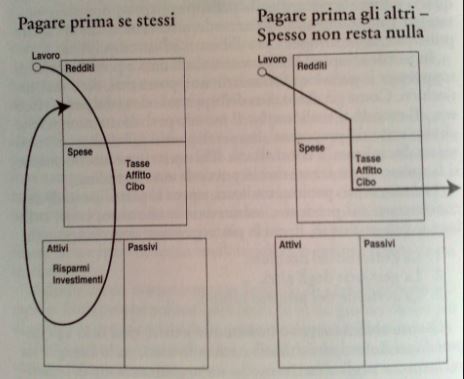 Pagare prima se stessi
Lavoro
Redditi
Spese
Tasse
Affitto
Cibo
Attivi
Passivi
Risparmi
Investimenti
Pagare prima gli altri –
Spesso non resta nulla
Lavoro
Redditi
Spese
Tasse
Affitto
Cibo
Attivi
Passivi